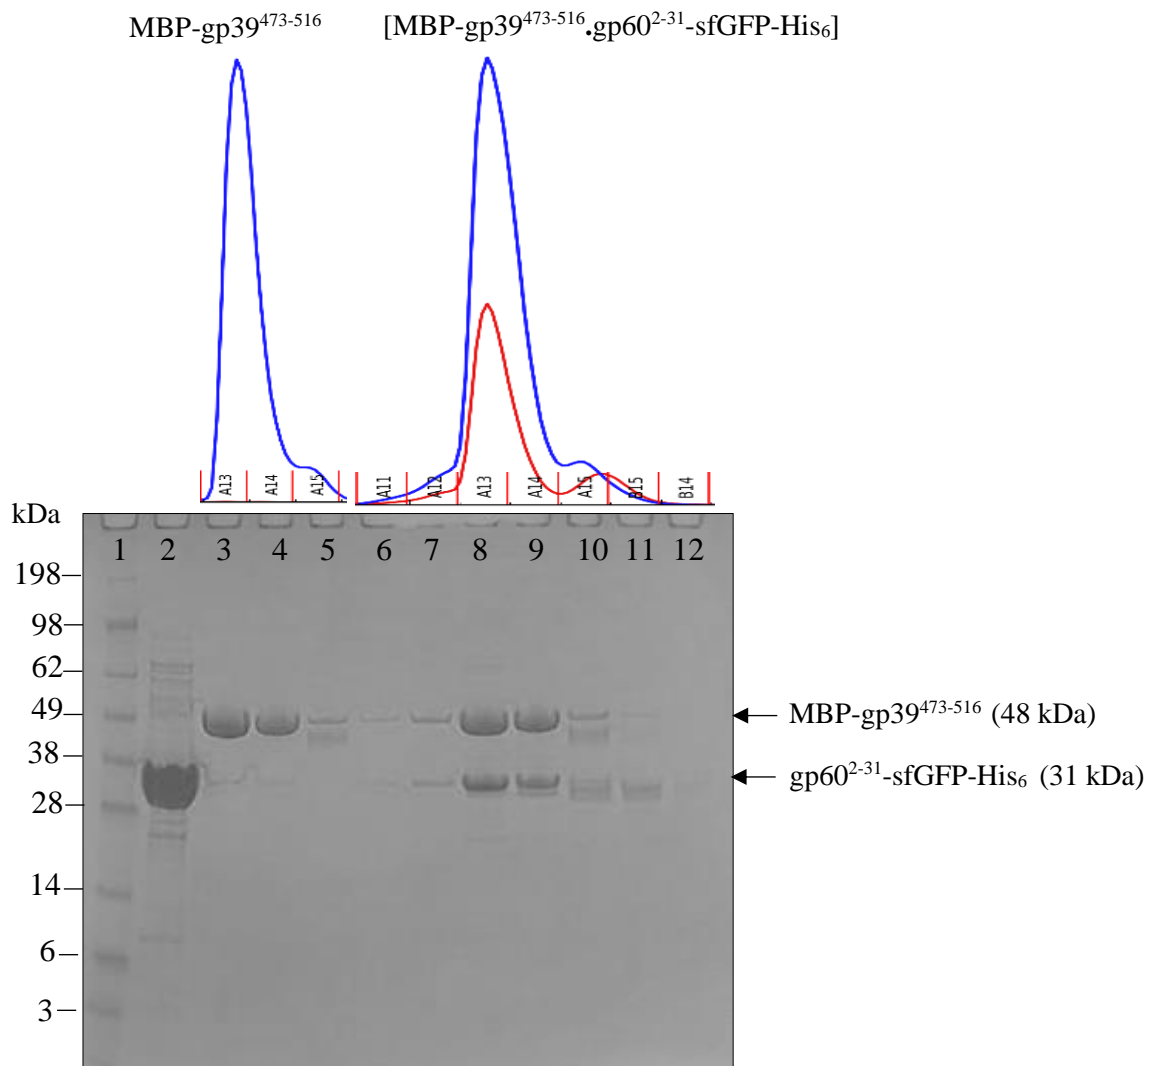 MBP-gp39⁴⁷³⁻⁵¹⁶ [MBP-gp39⁴⁷³⁻⁵¹⁶.gp60²⁻³¹-sfGFP-His₆]
A13 A14 A15 A11 A12 A13 A14 A15 B15 B14
kDa
1 2 3 4 5 6 7 8 9 10 11 12
198
98
62
49
MBP-gp39⁴⁷³⁻⁵¹⁶ (48 kDa)
38
gp60²⁻³¹-sfGFP-His₆ (31 kDa)
28
14
6
3